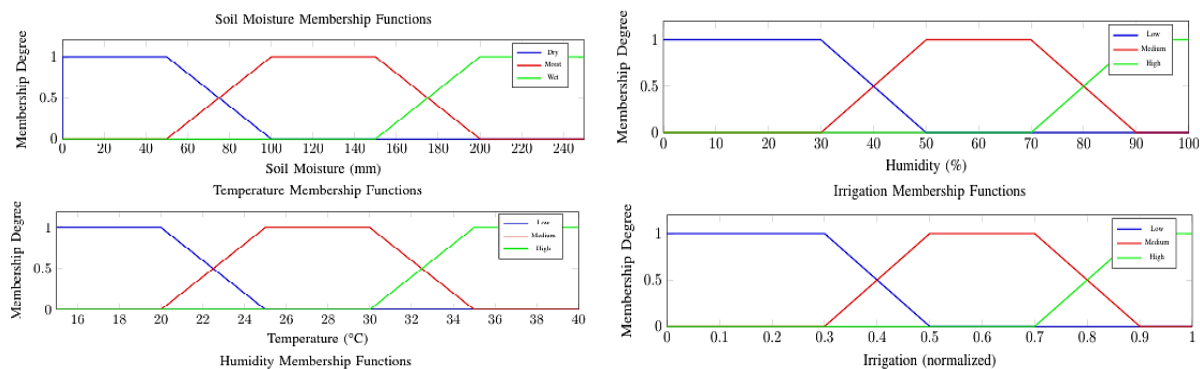 Soil Moisture Membership Functions
Membership Degree
1
0.5
0
Dry
Moist
Wet
0 20 40 60 80 100 120 140 160 180 200 220 240
Soil Moisture (mm)
Temperature Membership Functions
Membership Degree
1
0.5
0
Low
Medium
High
16 18 20 22 24 26 28 30 32 34 36 38 40
Temperature (°C)
Humidity Membership Functions
Membership Degree
1
0.5
0
Low
Medium
High
0 10 20 30 40 50 60 70 80 90 100
Humidity (%)
Irrigation Membership Functions
Membership Degree
1
0.5
0
Low
Medium
High
0 0.1 0.2 0.3 0.4 0.5 0.6 0.7 0.8 0.9 1
Irrigation (normalized)